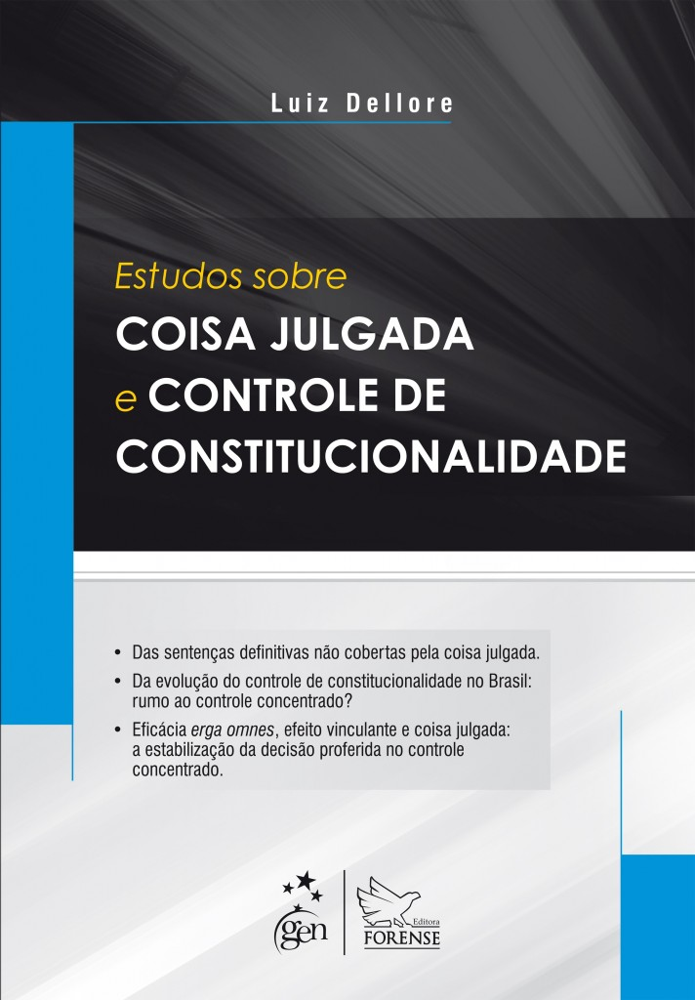 Luiz Dellore
Estudos sobre
COISA JULGADA
e CONTROLE DE
CONSTITUCIONALIDADE
• Das sentenças definitivas não cobertas pela coisa julgada.
• Da evolução do controle de constitucionalidade no Brasil:
rumo ao controle concentrado?
• Eficácia erga omnes, efeito vinculante e coisa julgada:
a estabilização da decisão proferida no controle
concentrado.
gen
Editora
FORENSE